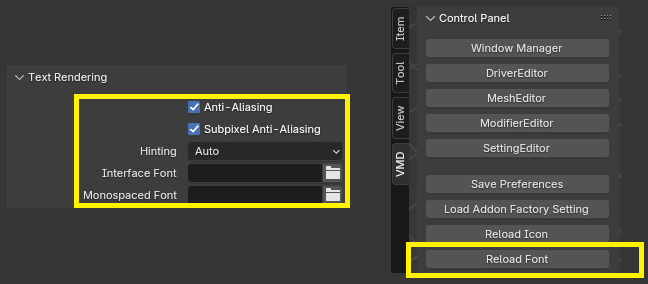 Text Rendering
Anti-Aliasing
Subpixel Anti-Aliasing
Hinting Auto
Interface Font
Monospaced Font
Item
Tool
View
VMD
Control Panel
Window Manager
DriverEditor
MeshEditor
ModifierEditor
SettingEditor
Save Preferences
Load Addon Factory Setting
Reload Icon
Reload Font